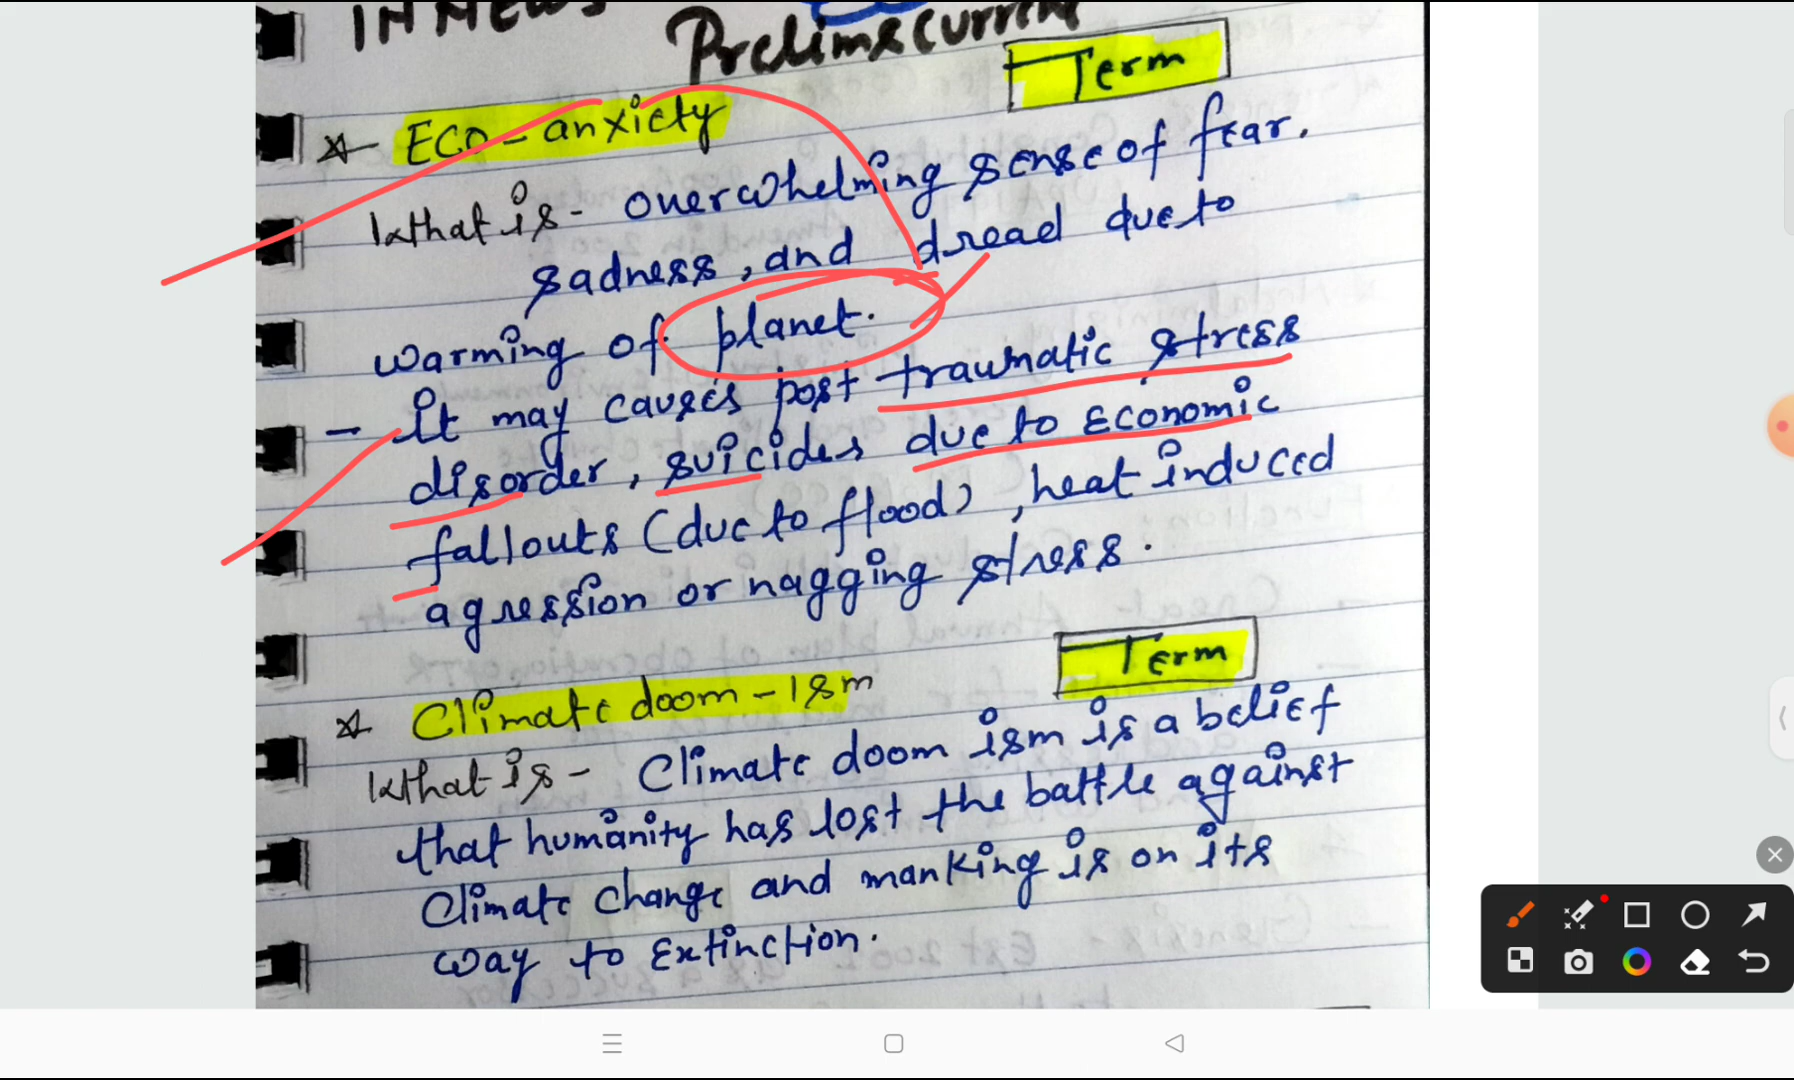 IN NEWS
Prelims current
Term
ECO-anxiety
What is - overwhelming sense of fear.
sadness, and dread due to
warming of planet.
- it may causes post traumatic stress
disorder, suicides due to Economic
fallouts (due to flood), heat induced
agression or nagging stress.
Term
Climate doom-ism
What is - Climate doom ism is a belief
that humanity has lost the battle against
Climate change and manking is on its
way to Extinction.